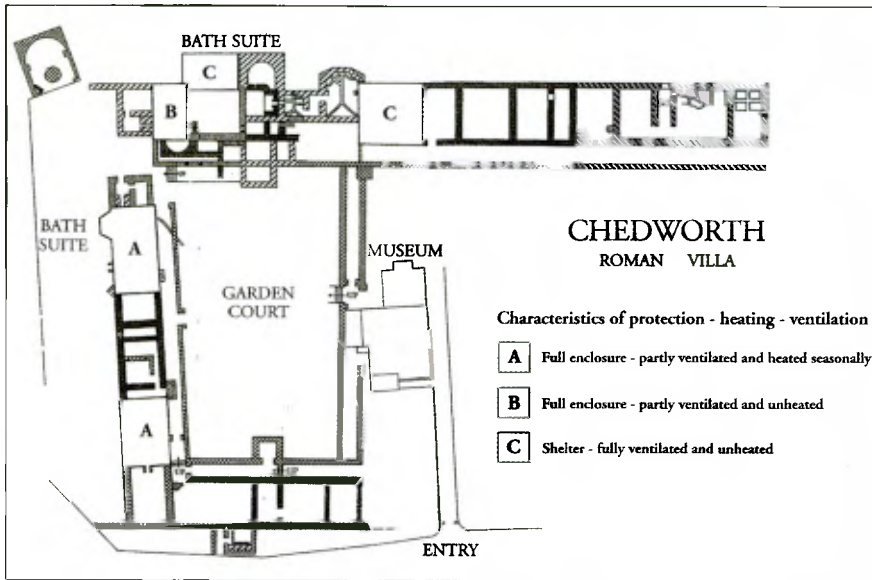 BATH SUITE
C
B
C
BATH
SUITE
A
MUSEUM
GARDEN
COURT
A
ENTRY
CHEDWORTH
ROMAN VILLA
Characteristics of protection - heating - ventilation
A Full enclosure - partly ventilated and heated seasonally
B Full enclosure - partly ventilated and unheated
C Shelter - fully ventilated and unheated